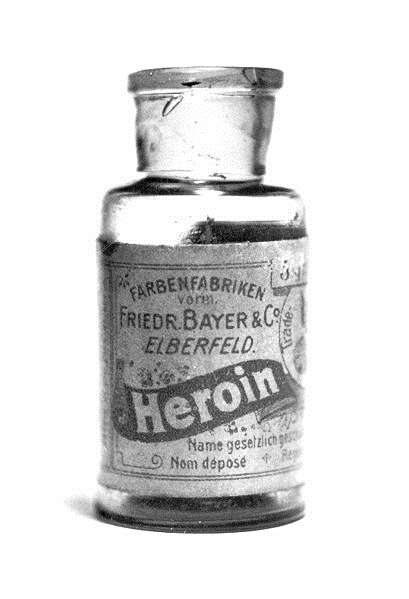 FARBENFABRIKEN
vorm.
FRIEDR. BAYER & Co.
ELBERFELD.
Heroin
Name gesetzlich
Nom déposé
Trade-